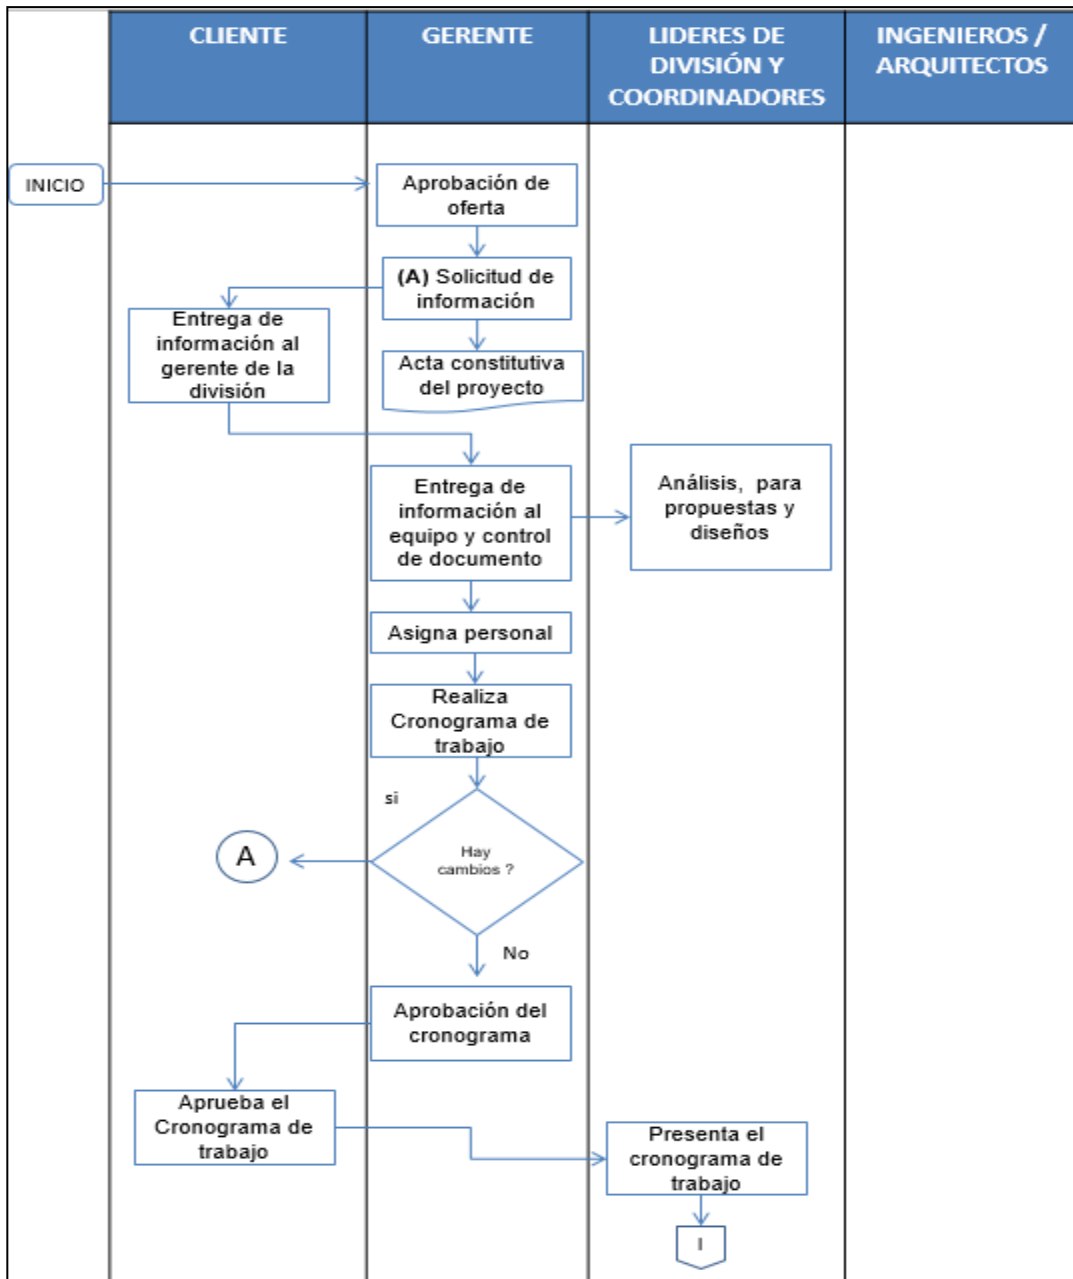 CLIENTE
GERENTE
LIDERES DE
DIVISIÓN Y
COORDINADORES
INGENIEROS /
ARQUITECTOS
INICIO
Aprobación de
oferta
(A) Solicitud de
información
Entrega de
información al
gerente de la
división
Acta constitutiva
del proyecto
Entrega de
información al
equipo y control
de documento
Análisis, para
propuestas y
diseños
Asigna personal
Realiza
Cronograma de
trabajo
si
Hay
cambios ?
A
No
Aprobación del
cronograma
Aprueba el
Cronograma de
trabajo
Presenta el
cronograma de
trabajo
I